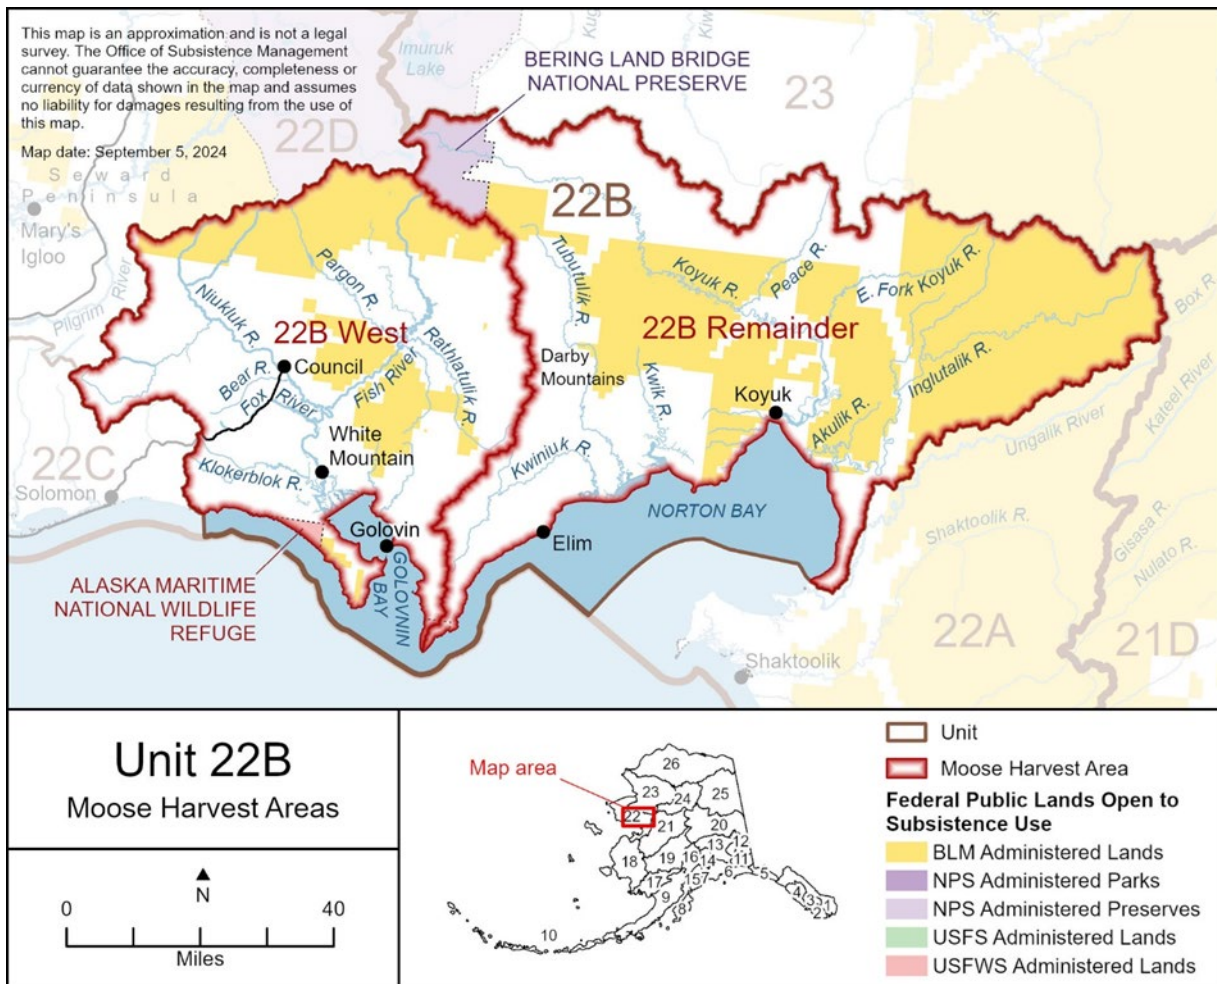 This map is an approximation and is not a legal
survey. The Office of Subsistence Management
cannot guarantee the accuracy, completeness or
currency of data shown in the map and assumes
no liability for damages resulting from the use of
this map.
Map date: September 5, 2024
Imuruk
Lake
BERING LAND BRIDGE
NATIONAL PRESERVE
23
22D
Seward
Peninsula
Mary's
Igloo
Pilgrim River
22B
Niukluk R.
Pargon R.
Tubutulik R.
Koyuk R.
Peace R.
E. Fork Koyuk R.
Box R.
22B West
Rathlatulik R.
22B Remainder
Council
Bear R.
Fox
River
Fish River
Darby
Mountains
Kwik R.
Koyuk
Inglutalik R.
Akulik R.
Ungalik River
Kateel River
22C
Solomon
White
Mountain
Klokerblok R.
Kwiniuk R.
Golovin
GOLOVNIN
BAY
Elim
NORTON BAY
Shaktoolik R.
Gisasa R.
Nulato R.
ALASKA MARITIME
NATIONAL WILDLIFE
REFUGE
22A
21D
Shaktoolik
Unit 22B
Moose Harvest Areas
N
0
40
Miles
Map area
26
23
24
25
22
21
20
18
19
16
13
12
14
11
17
15
7
6
5
9
8
4
3
1
2
10
Unit
Moose Harvest Area
Federal Public Lands Open to
Subsistence Use
BLM Administered Lands
NPS Administered Parks
NPS Administered Preserves
USFS Administered Lands
USFWS Administered Lands